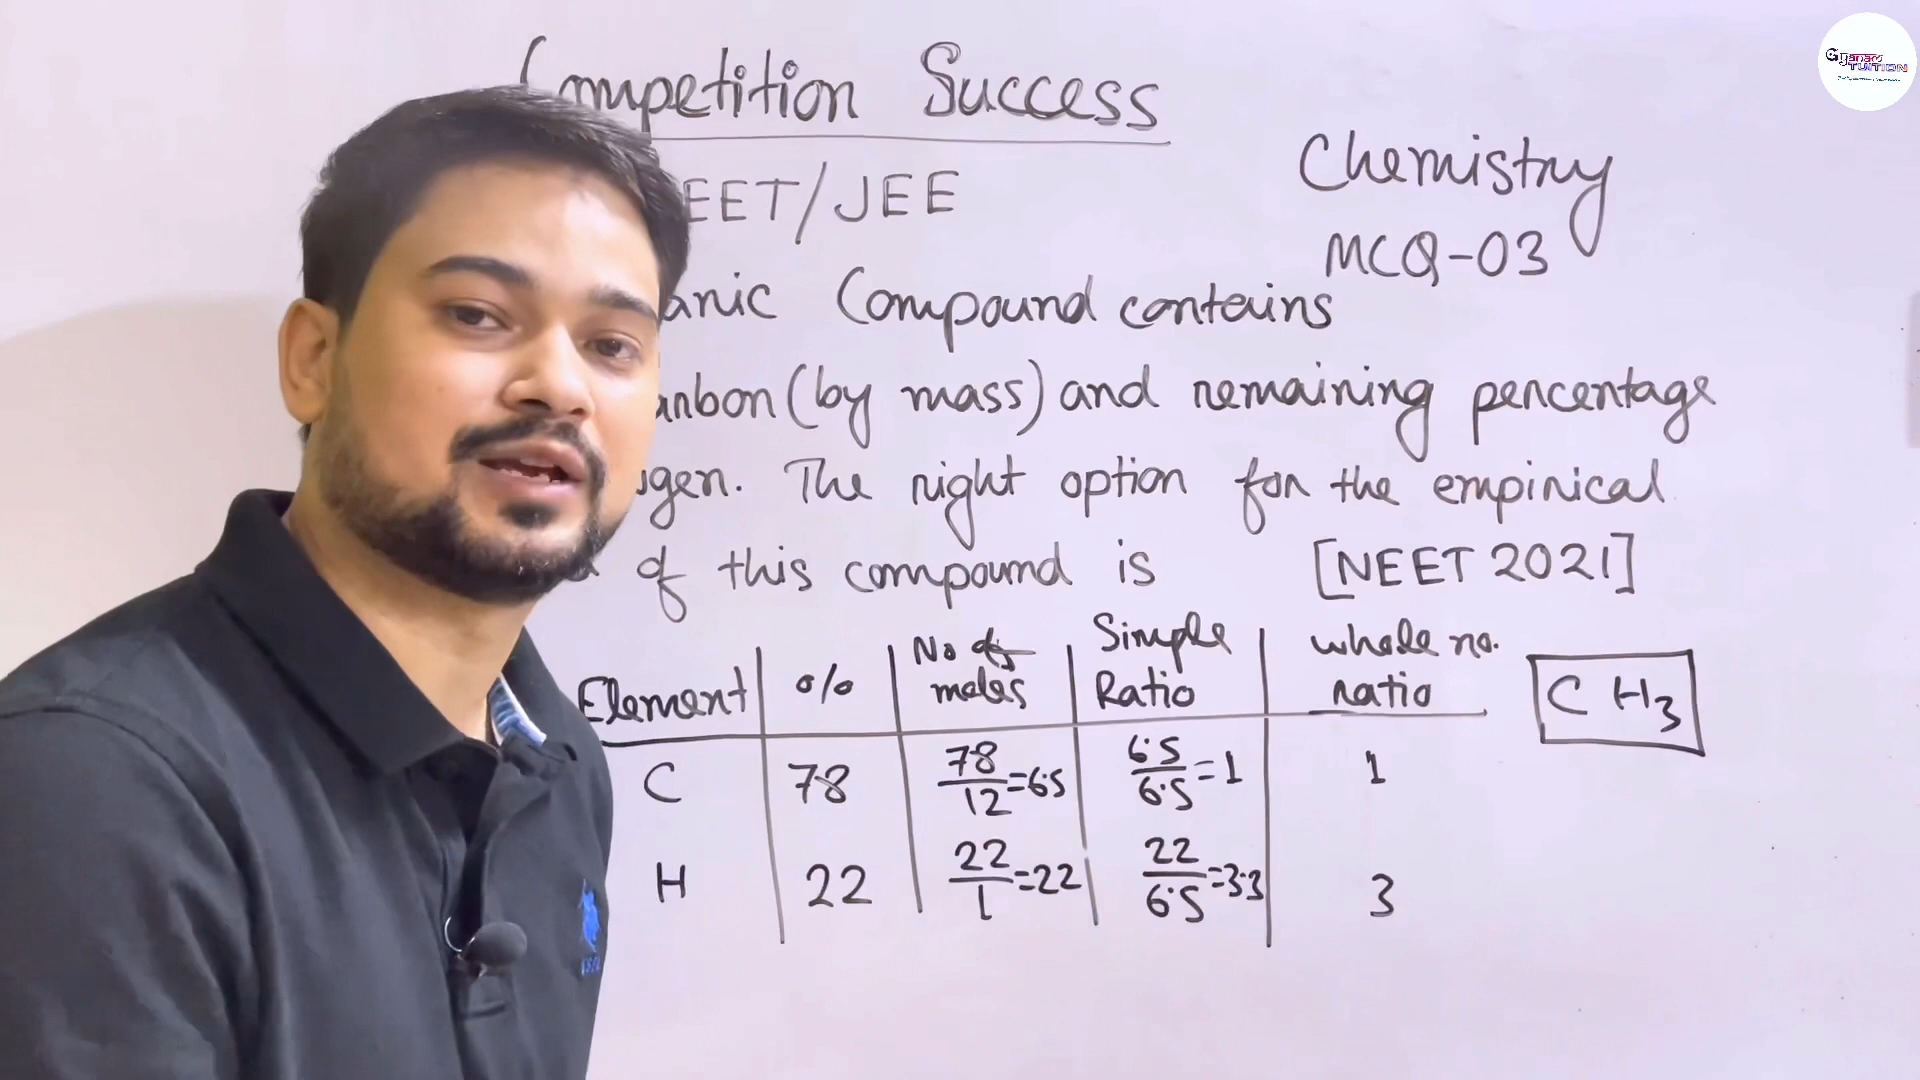 Competition Success
EET/JEE
Chemistry
MCQ-03
anic Compound contains
arbon (by mass) and remaining percentage
gen. The right option for the empirical
of this compound is [NEET 2021]
Element % No of moles Simple Ratio whole no. ratio
C 78 78/12=6.5 6.5/6.5=1 1
H 22 22/1=22 22/6.5=3.3 3
CH3
Gyanam
TUITION